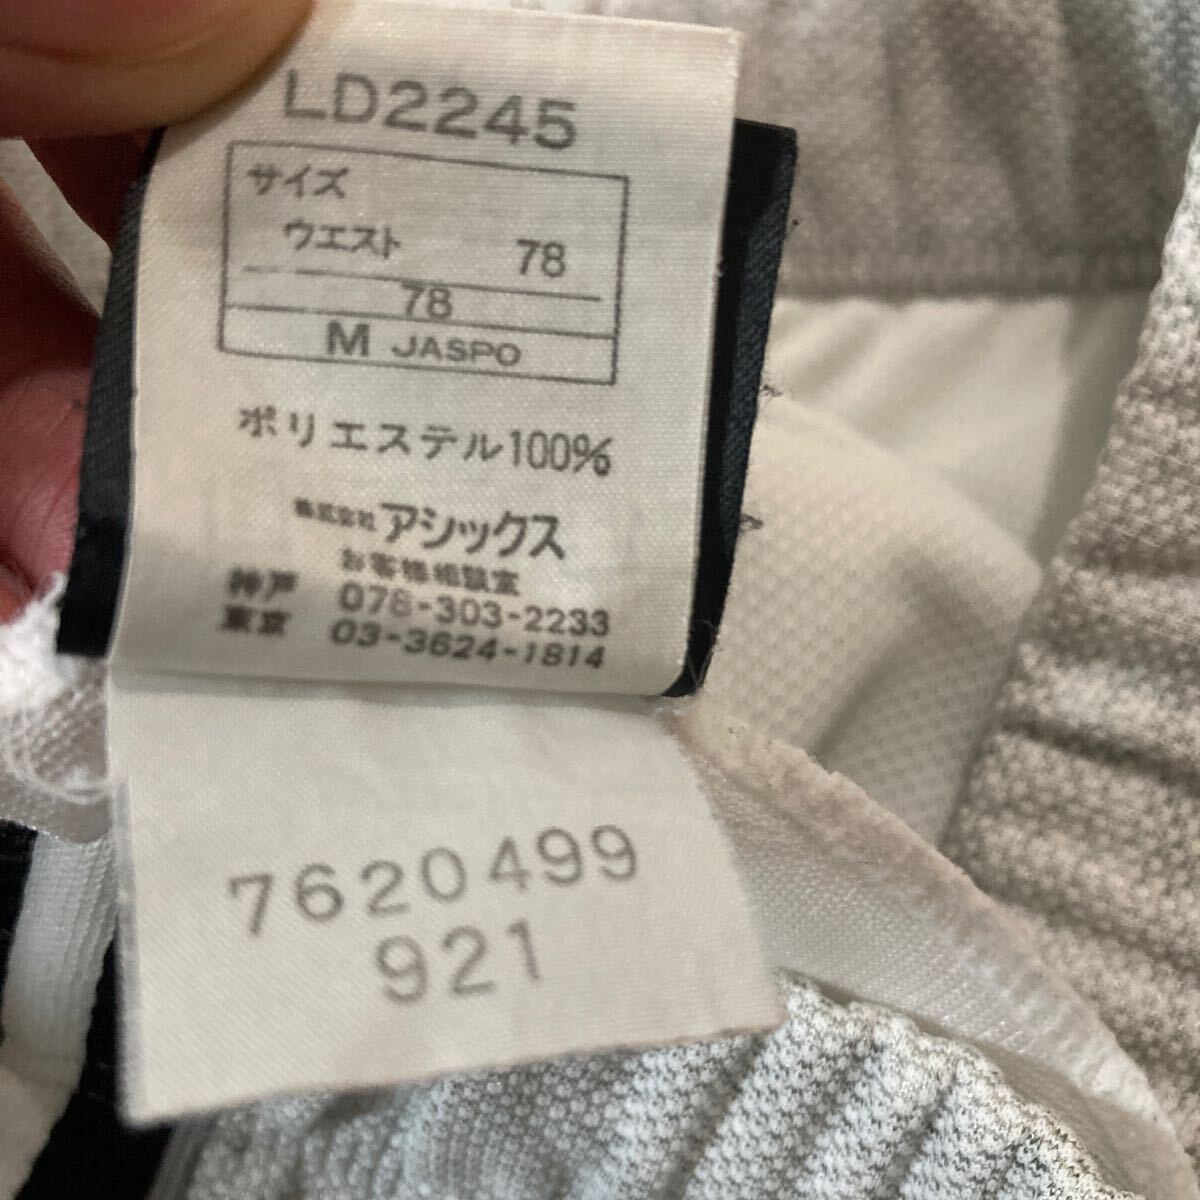 LD2245
サイズ
ウエスト 78
78
M JASPO
ポリエステル100%
株式会社 アシックス
お客様相談室
神戸 078-303-2233
東京 03-3624-1814
7620499
921